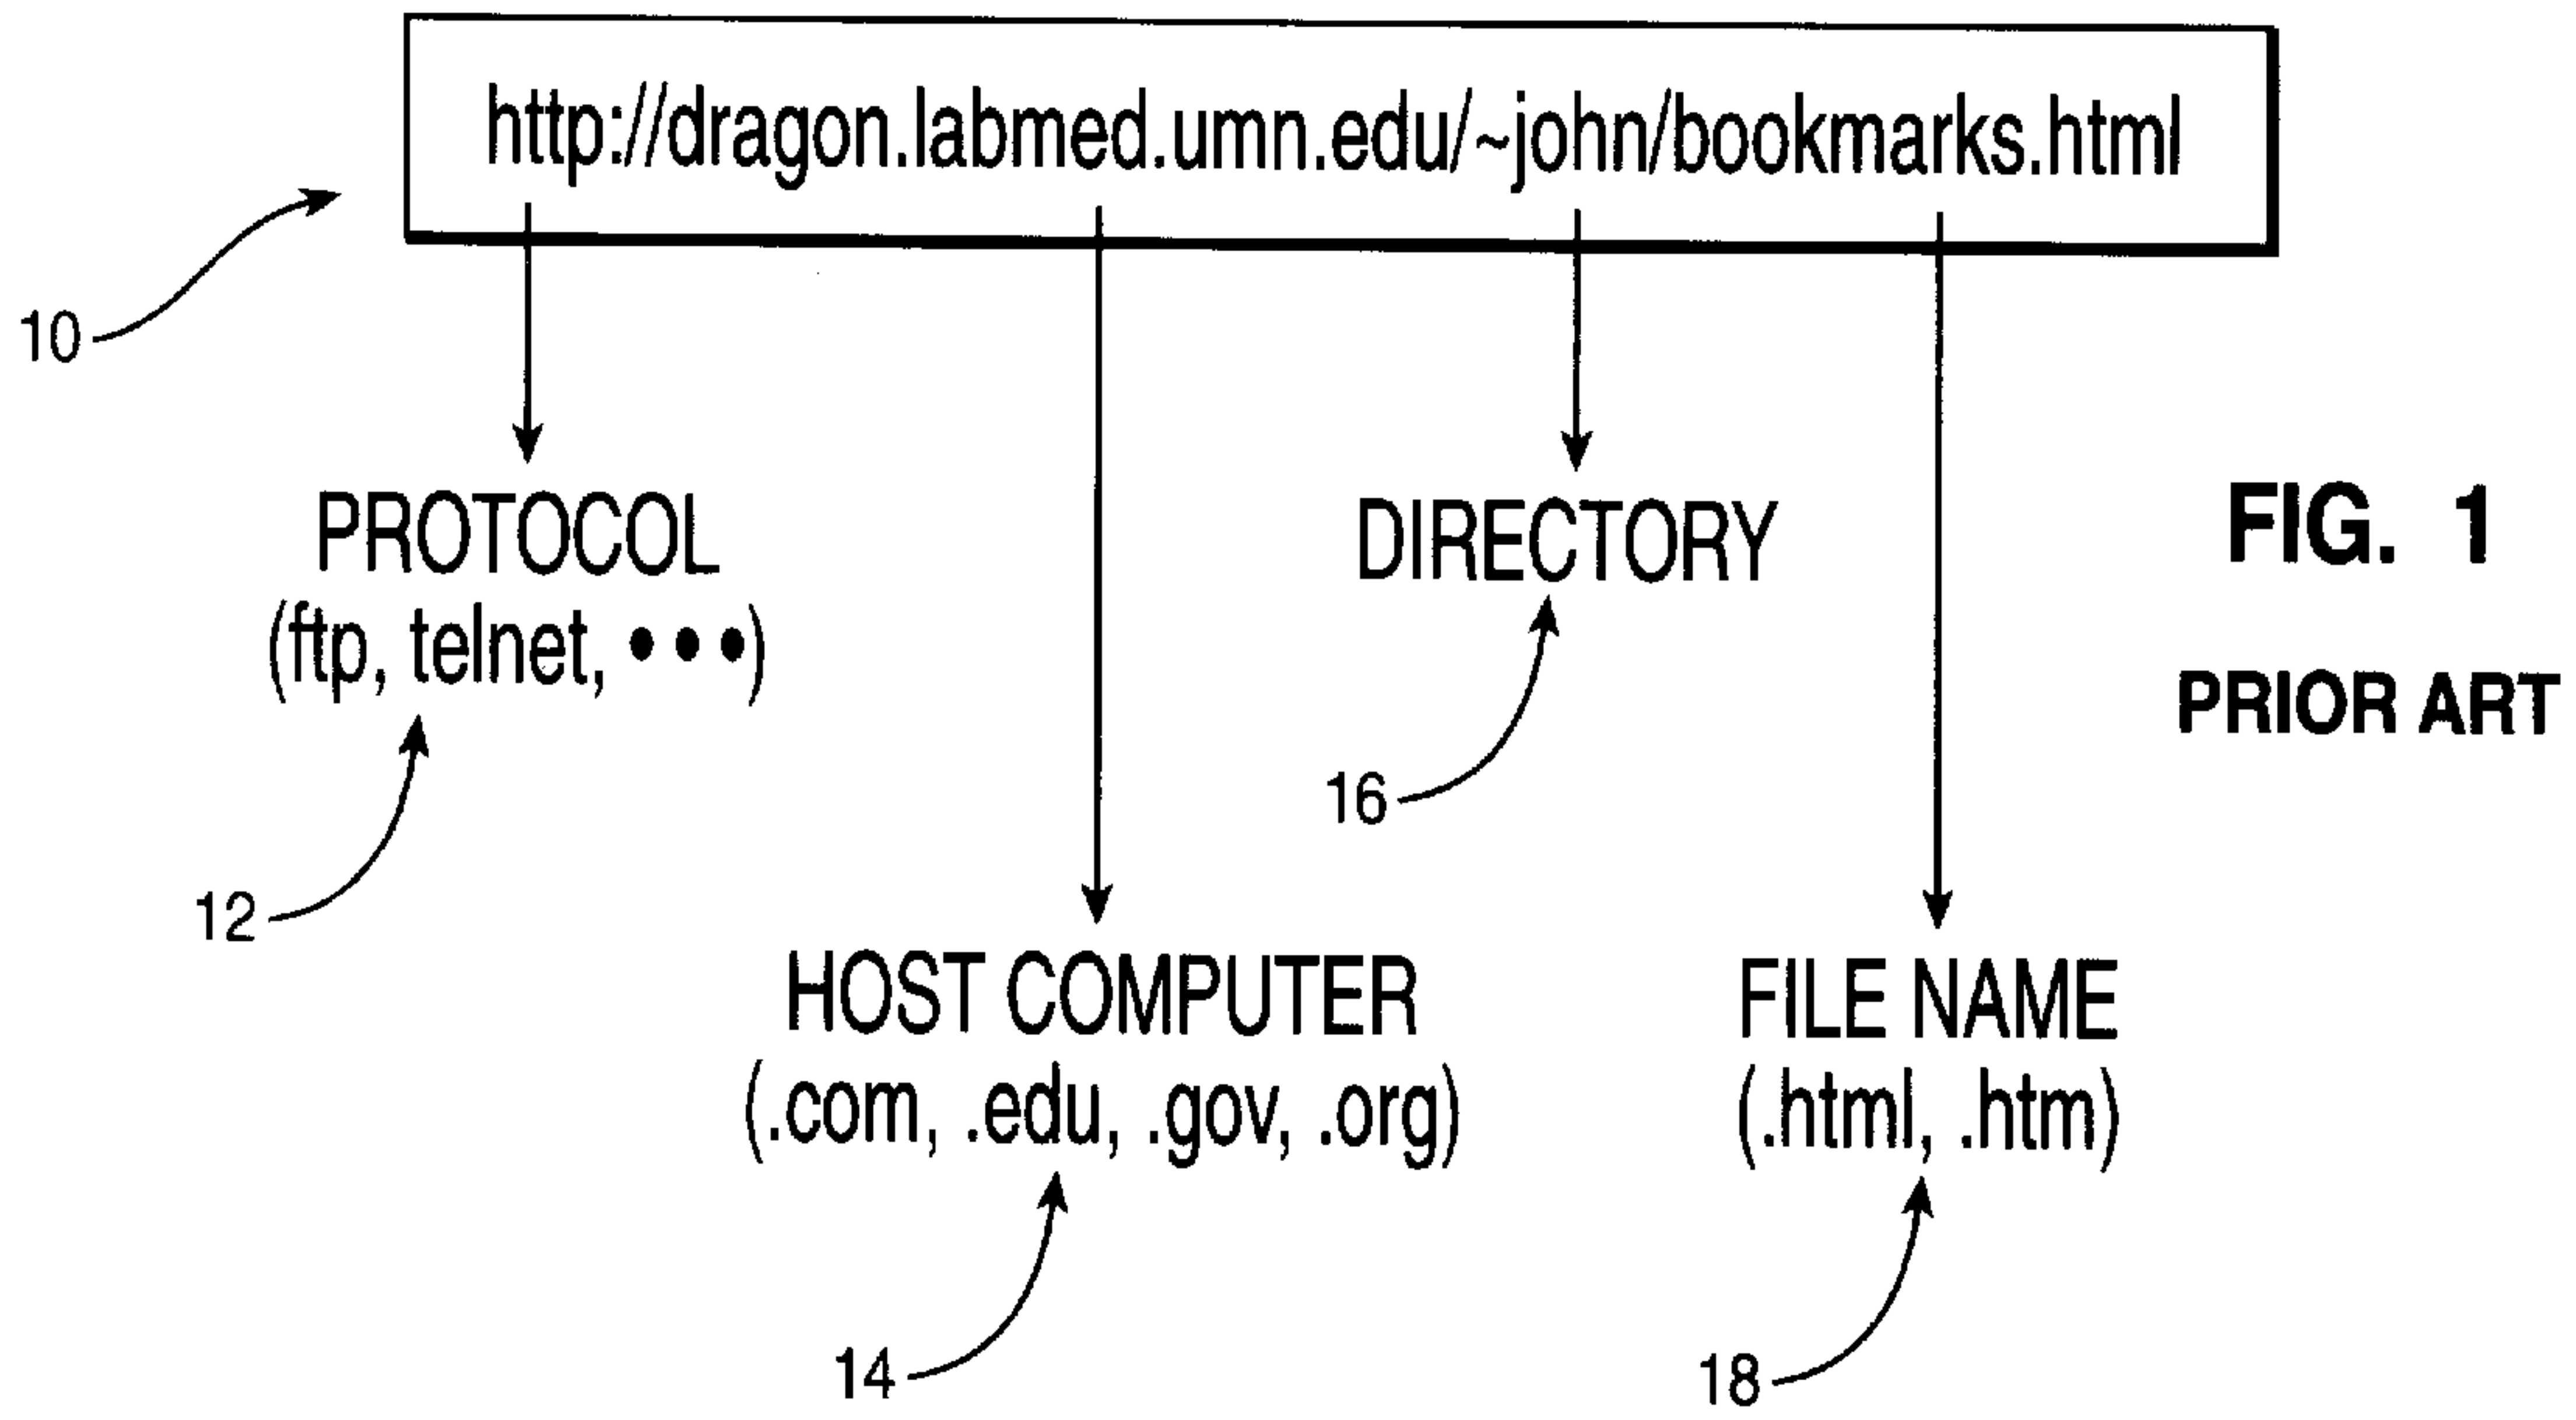 http://dragon.labmed.umn.edu/~john/bookmarks.html
10
PROTOCOL
(ftp, telnet, •••)
12
DIRECTORY
16
FIG. 1
PRIOR ART
HOST COMPUTER
(.com, .edu, .gov, .org)
14
FILE NAME
(.html, .htm)
18